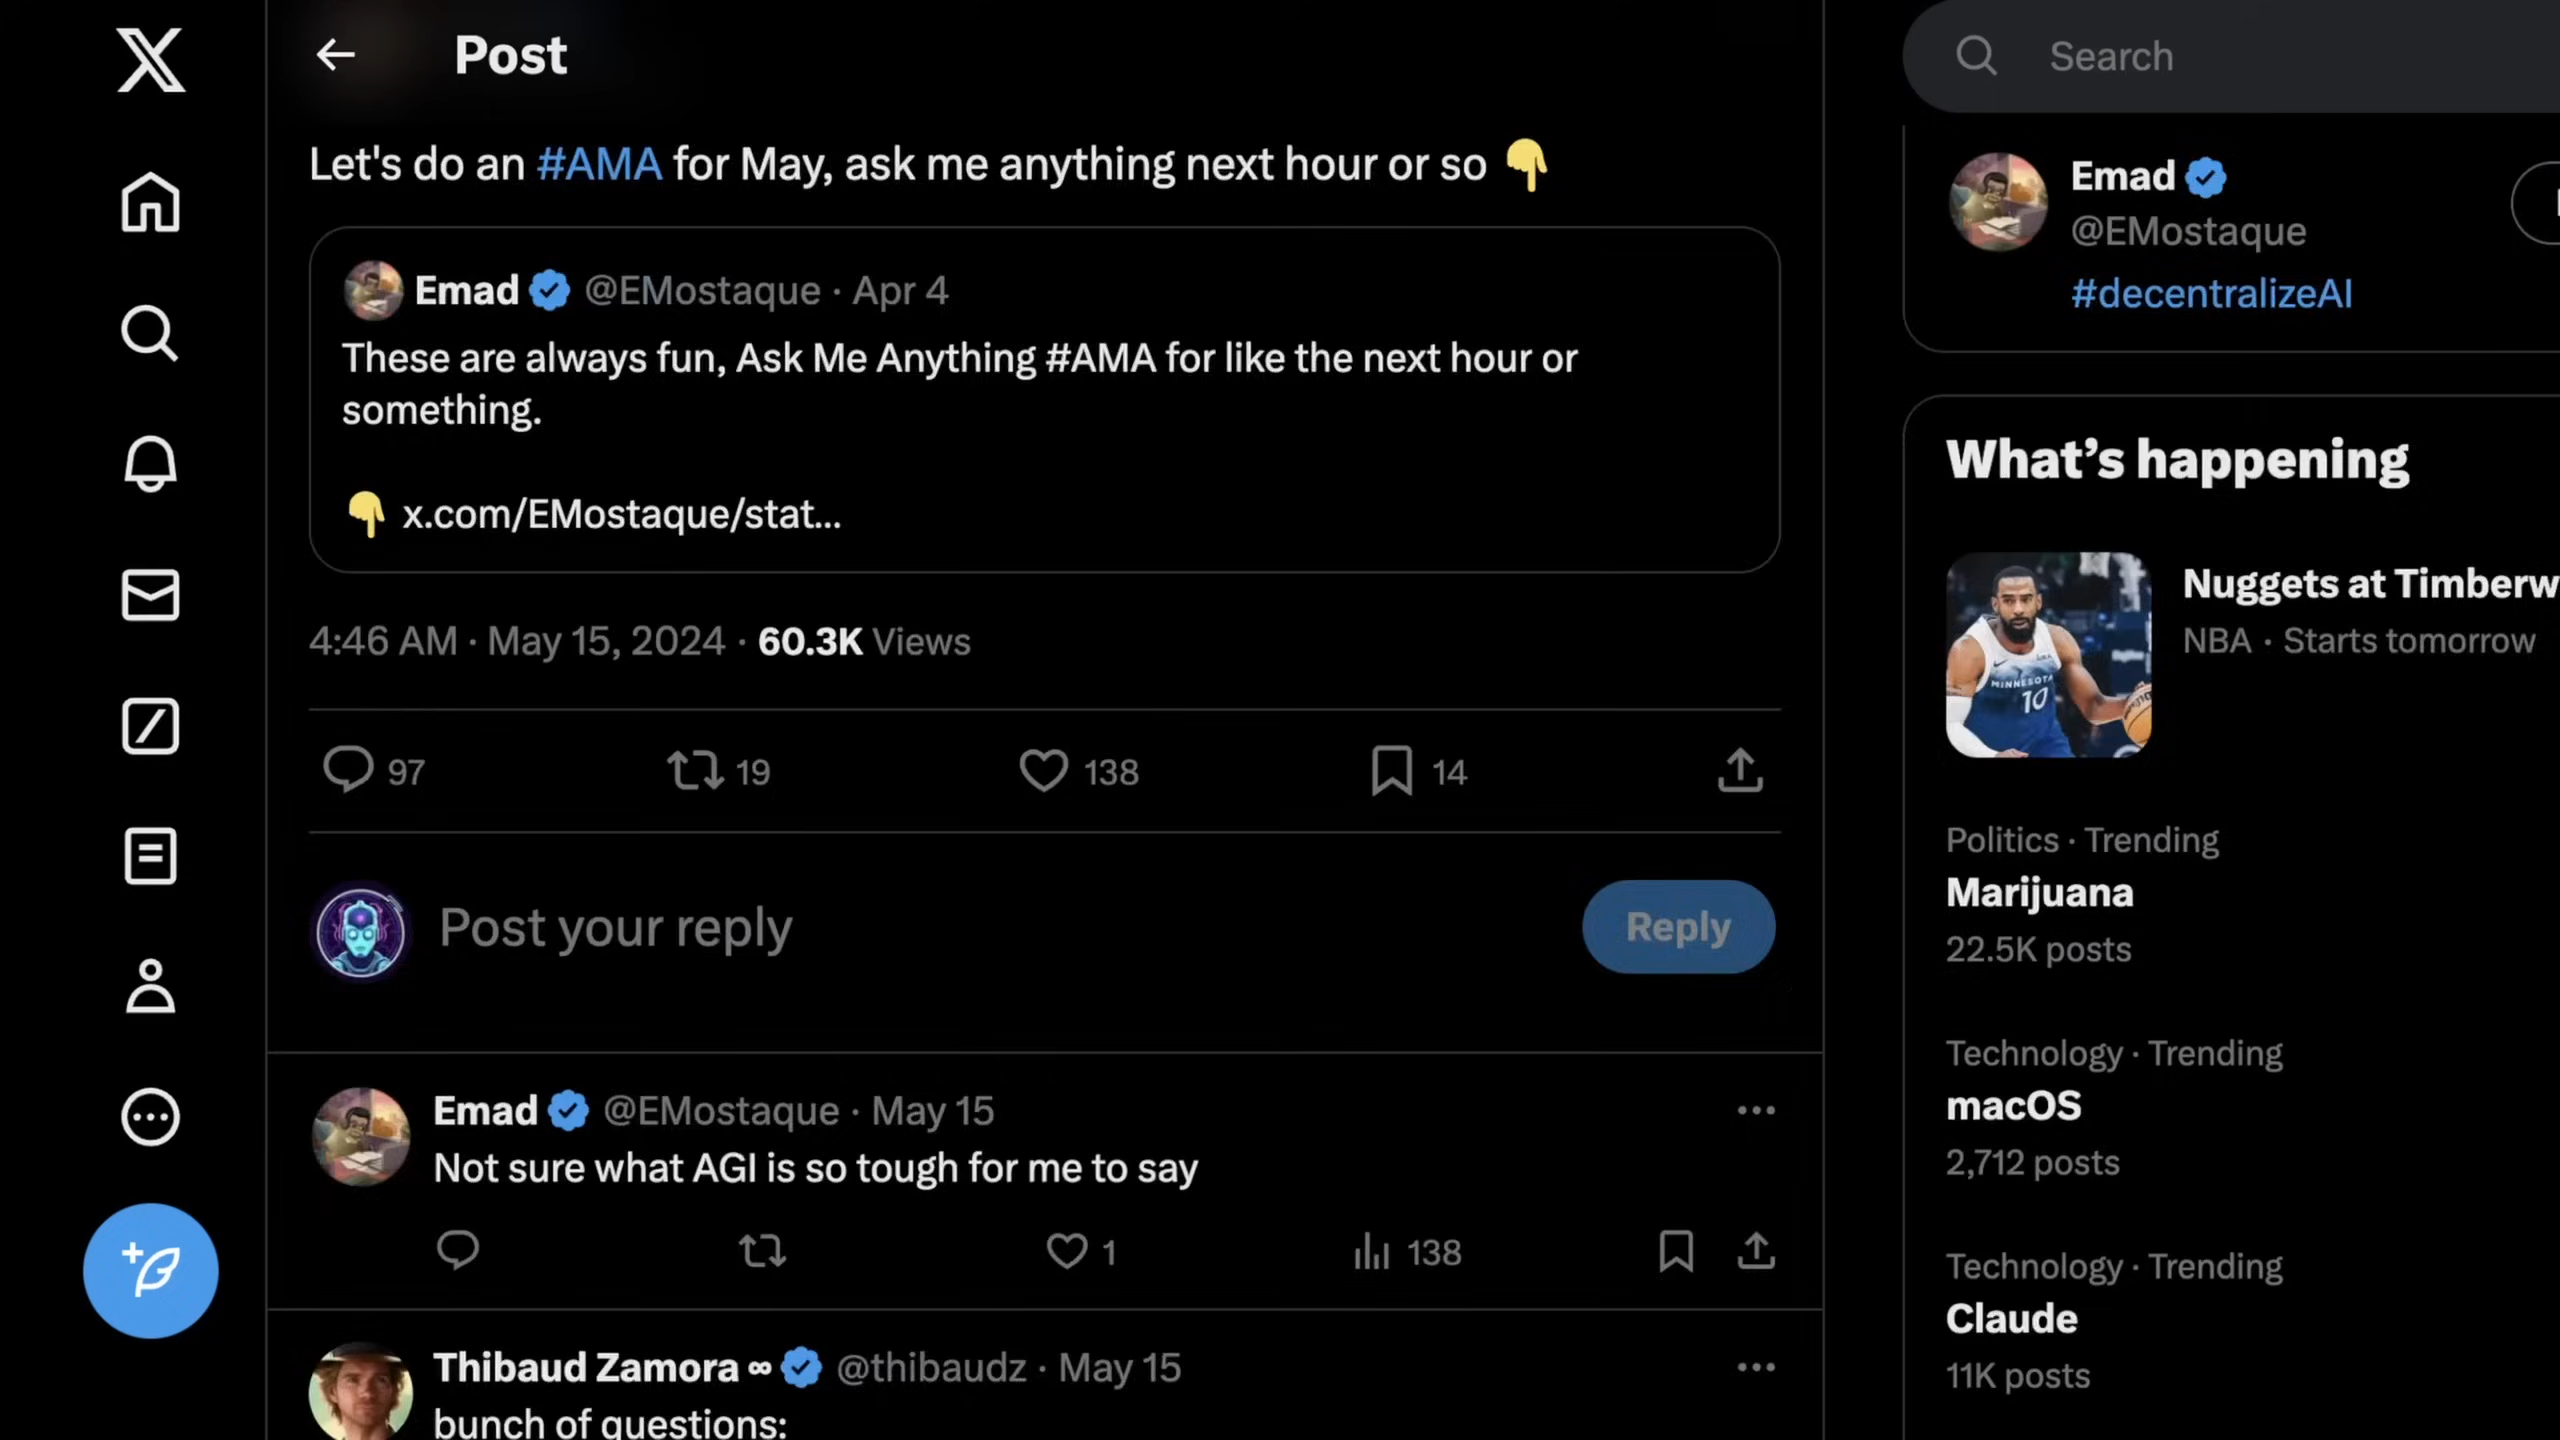 Post
Let's do an #AMA for May, ask me anything next hour or so 👇
Emad @EMostaque · Apr 4
These are always fun, Ask Me Anything #AMA for like the next hour or
something.
👇 x.com/EMostaque/stat...
4:46 AM · May 15, 2024 · 60.3K Views
97 19 138 14
Post your reply
Reply
Emad @EMostaque · May 15
Not sure what AGI is so tough for me to say
1 138
Thibaud Zamora ∞ @thibaudz · May 15
bunch of questions:
Search
Emad
@EMostaque
#decentralizeAI
What's happening
MINNESOTA
10
Nuggets at Timberw
NBA · Starts tomorrow
Politics · Trending
Marijuana
22.5K posts
Technology · Trending
macOS
2,712 posts
Technology · Trending
Claude
11K posts